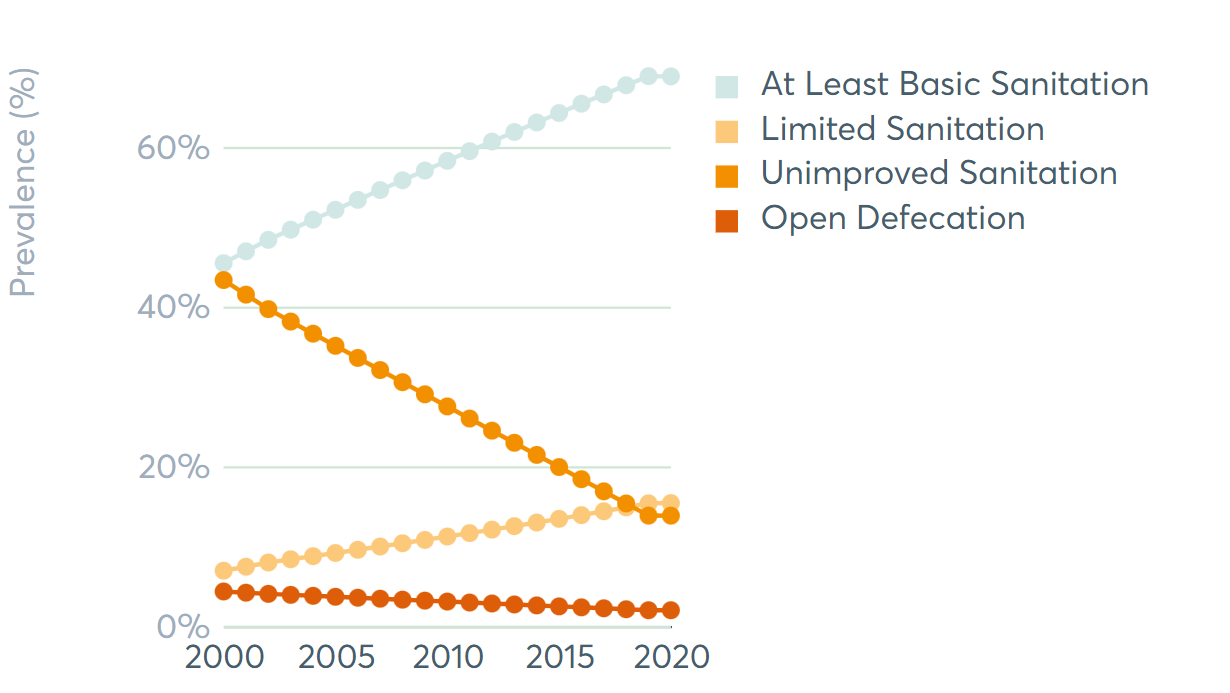 Prevalence (%)
60%
40%
20%
0%
2000 2005 2010 2015 2020
At Least Basic Sanitation
Limited Sanitation
Unimproved Sanitation
Open Defecation